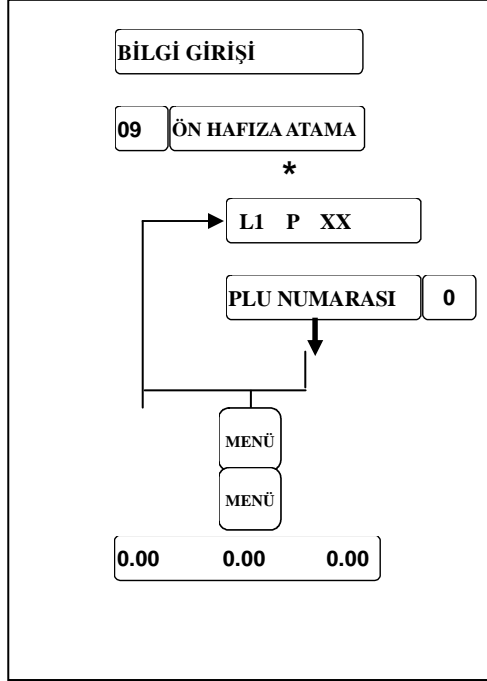 BİLGİ GİRİŞİ
09 ÖN HAFIZA ATAMA
*
L1 P XX
PLU NUMARASI 0
MENÜ
MENÜ
0.00 0.00 0.00